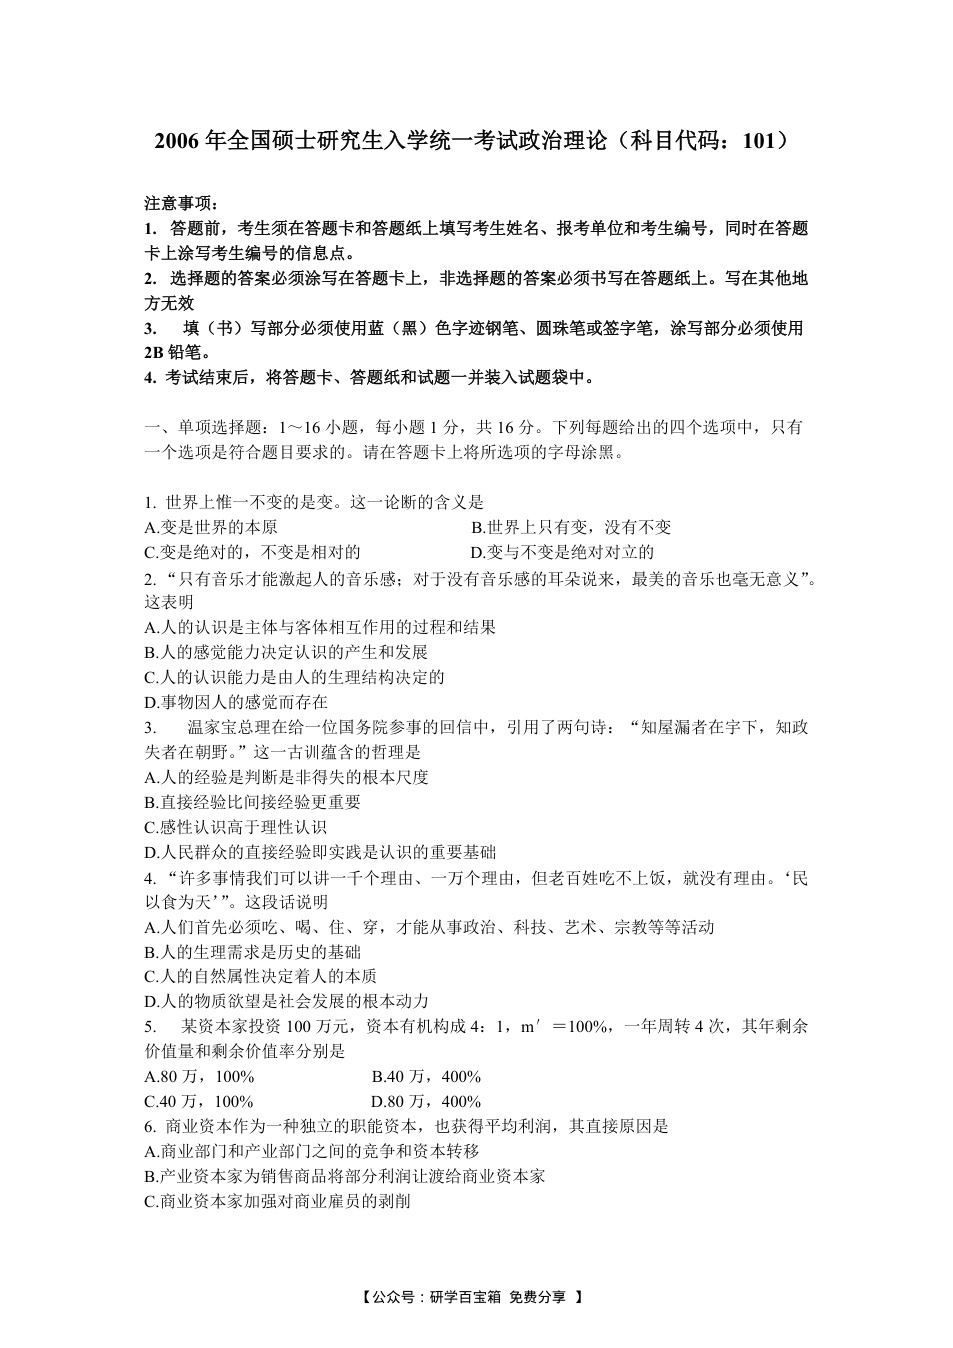 2006 年全国硕士研究生入学统一考试政治理论（科目代码：101）
注意事项：
1. 答题前，考生须在答题卡和答题纸上填写考生姓名、报考单位和考生编号，同时在答题
卡上涂写考生编号的信息点。
2. 选择题的答案必须涂写在答题卡上，非选择题的答案必须书写在答题纸上。写在其他地
方无效
3. 填（书）写部分必须使用蓝（黑）色字迹钢笔、圆珠笔或签字笔，涂写部分必须使用
2B 铅笔。
4. 考试结束后，将答题卡、答题纸和试题一并装入试题袋中。
一、单项选择题：1～16 小题，每小题 1 分，共 16 分。下列每题给出的四个选项中，只有
一个选项是符合题目要求的。请在答题卡上将所选项的字母涂黑。
1. 世界上惟一不变的是变。这一论断的含义是
A.变是世界的本原 B.世界上只有变，没有不变
C.变是绝对的，不变是相对的 D.变与不变是绝对对立的
2. “只有音乐才能激起人的音乐感；对于没有音乐感的耳朵说来，最美的音乐也毫无意义”。
这表明
A.人的认识是主体与客体相互作用的过程和结果
B.人的感觉能力决定认识的产生和发展
C.人的认识能力是由人的生理结构决定的
D.事物因人的感觉而存在
3. 温家宝总理在给一位国务院参事的回信中，引用了两句诗：“知屋漏者在宇下，知政
失者在朝野。”这一古训蕴含的哲理是
A.人的经验是判断是非得失的根本尺度
B.直接经验比间接经验更重要
C.感性认识高于理性认识
D.人民群众的直接经验即实践是认识的重要基础
4. “许多事情我们可以讲一千个理由、一万个理由，但老百姓吃不上饭，就没有理由。‘民
以食为天’”。这段话说明
A.人们首先必须吃、喝、住、穿，才能从事政治、科技、艺术、宗教等等活动
B.人的生理需求是历史的基础
C.人的自然属性决定着人的本质
D.人的物质欲望是社会发展的根本动力
5. 某资本家投资 100 万元，资本有机构成 4：1，m′＝100%，一年周转 4 次，其年剩余
价值量和剩余价值率分别是
A.80 万，100% B.40 万，400%
C.40 万，100% D.80 万，400%
6. 商业资本作为一种独立的职能资本，也获得平均利润，其直接原因是
A.商业部门和产业部门之间的竞争和资本转移
B.产业资本家为销售商品将部分利润让渡给商业资本家
C.商业资本家加强对商业雇员的剥削
【公众号：研学百宝箱 免费分享 】